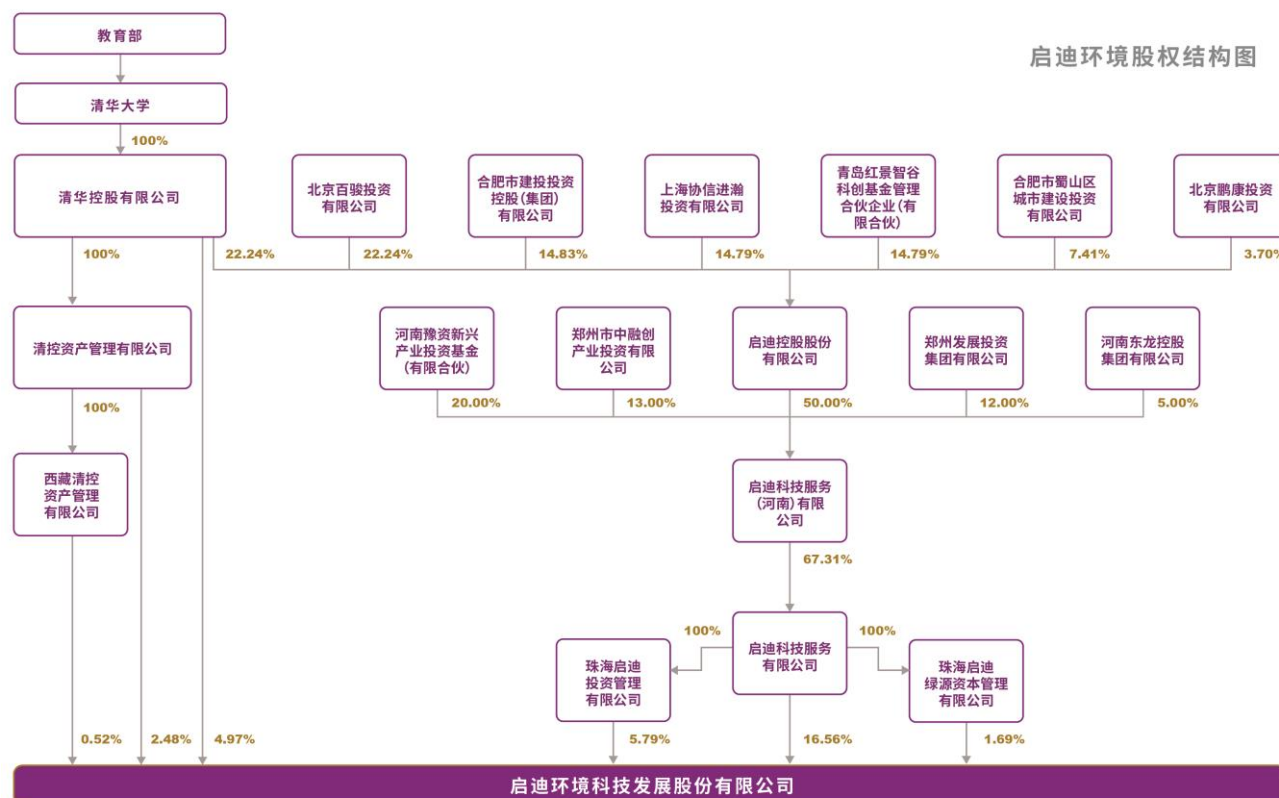 启迪环境股权结构图
教育部
清华大学
100%
清华控股有限公司
北京百骏投资
有限公司
合肥市建投投资
控股(集团)
有限公司
上海协信进瀚
投资有限公司
青岛红景智谷
科创基金管理
合伙企业(有
限合伙)
合肥市蜀山区
城市建设投资
有限公司
北京鹏康投资
有限公司
100%
22.24%
22.24%
14.83%
14.79%
14.79%
7.41%
3.70%
清控资产管理有限公司
河南豫资新兴
产业投资基金
(有限合伙)
郑州市中融创
产业投资有限
公司
启迪控股股份
有限公司
郑州发展投资
集团有限公司
河南东龙控股
集团有限公司
100%
20.00%
13.00%
50.00%
12.00%
5.00%
西藏清控
资产管理
有限公司
启迪科技服务
(河南)有限
公司
67.31%
100%
启迪科技服务
有限公司
100%
珠海启迪
投资管理
有限公司
珠海启迪
绿源资本管理
有限公司
0.52%
2.48%
4.97%
5.79%
16.56%
1.69%
启迪环境科技发展股份有限公司